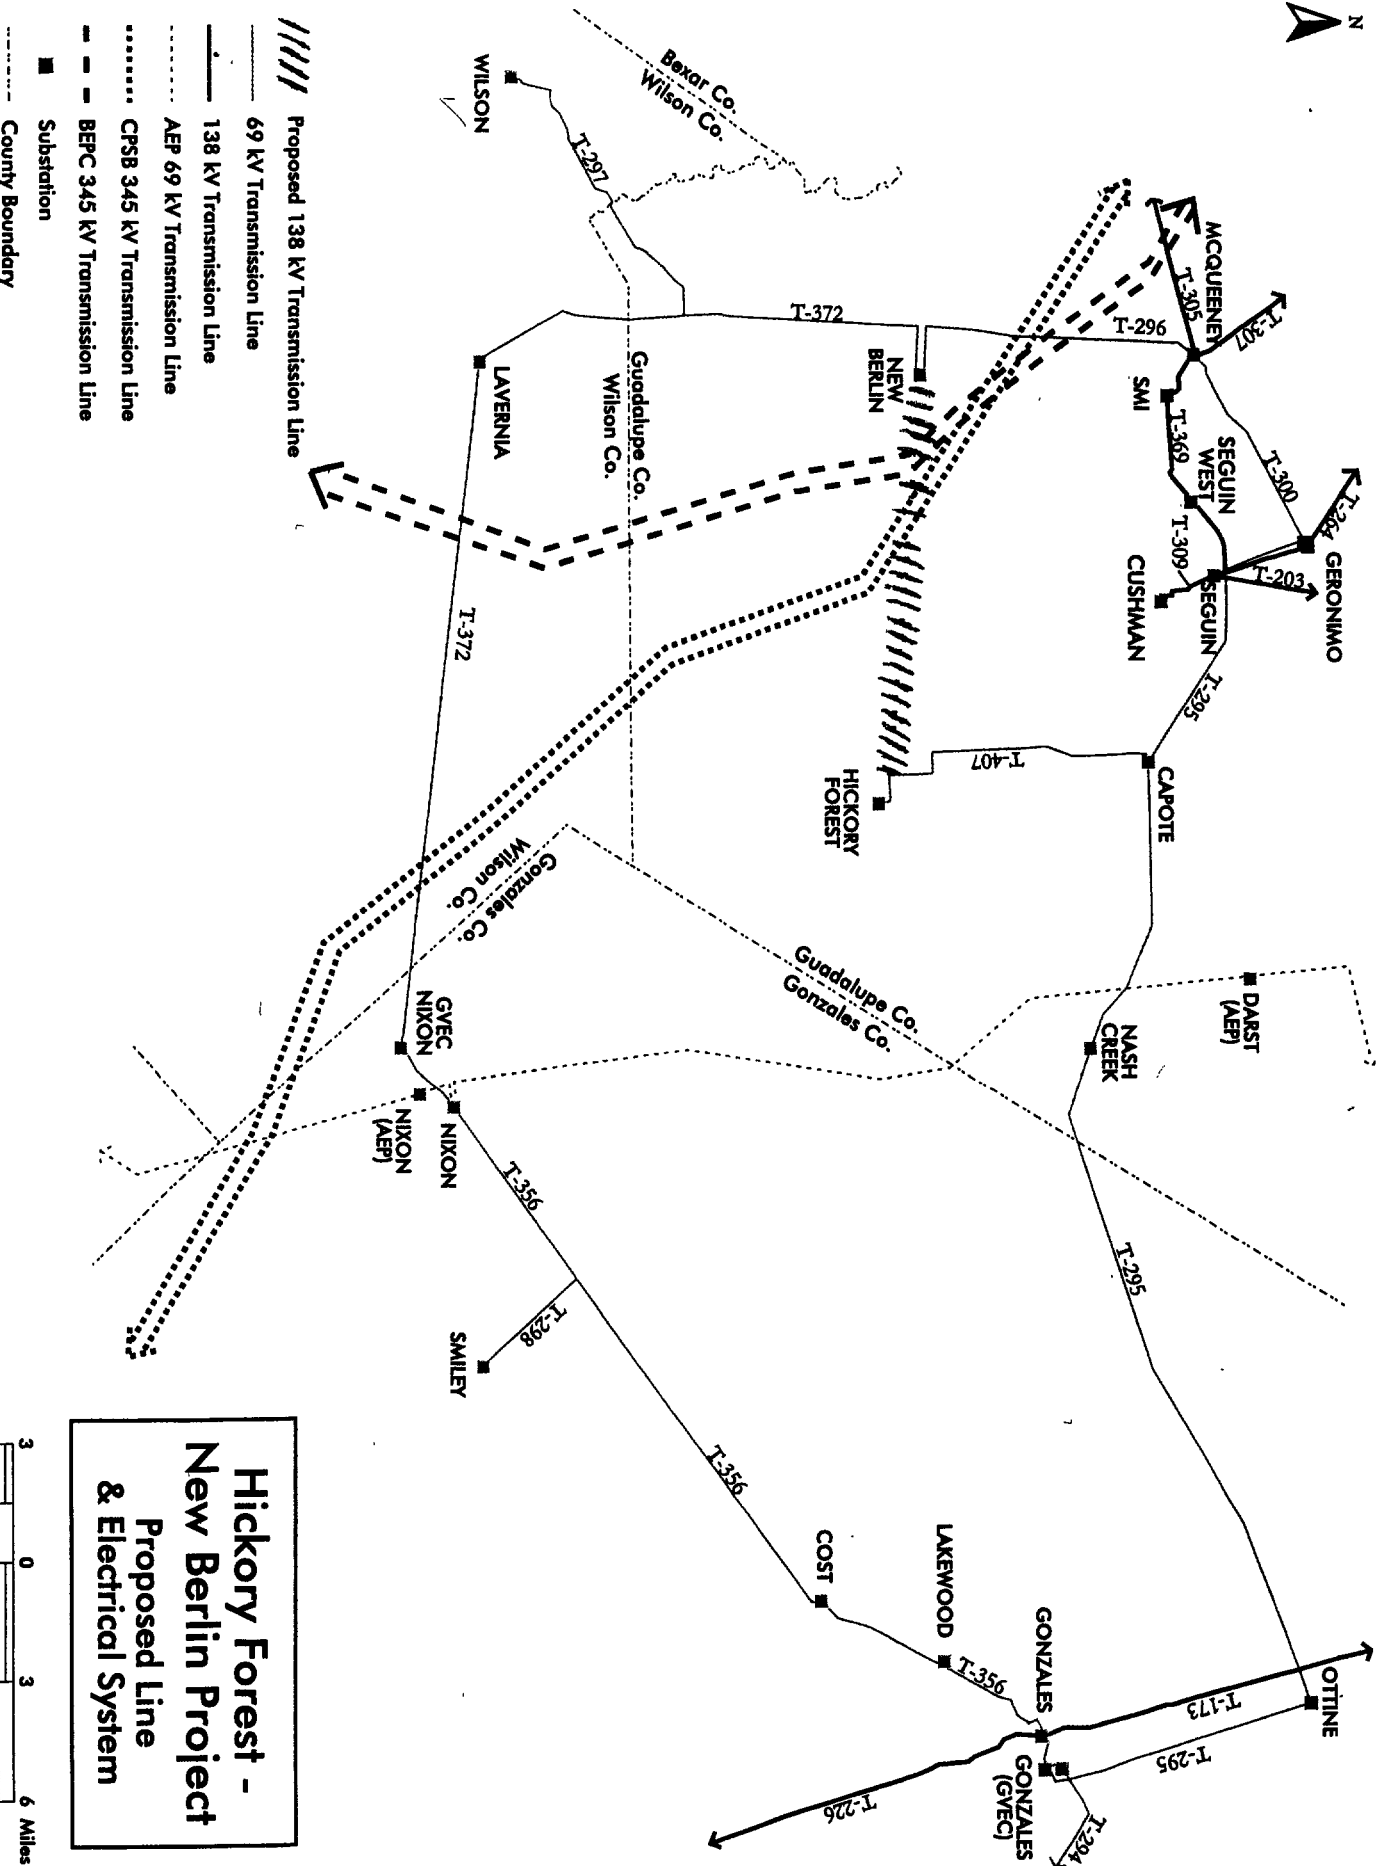 N
Bexar Co.
Wilson Co.
WILSON
T-297
MCQUEENEY
T-305
T-307
T-296
T-372
SMI
T-369
SEGUIN
WEST
T-300
T-264
GERONIMO
T-203
T-309
SEGUIN
CUSHMAN
NEW
BERLIN
LAVERNIA
Guadalupe Co.
Wilson Co.
T-372
T-295
CAPOTE
T-407
HICKORY
FOREST
Gonzales Co.
Wilson Co.
Guadalupe Co.
Gonzales Co.
DARST
(AEP)
NASH
CREEK
GVEC
NIXON
NIXON
(AEP)
NIXON
T-356
T-298
SMILEY
T-295
T-356
COST
LAKEWOOD
T-356
GONZALES
GONZALES
(GVEC)
OTTINE
T-173
T-295
T-226
T-294
Proposed 138 kV Transmission Line
69 kV Transmission Line
138 kV Transmission Line
AEP 69 kV Transmission Line
CPSB 345 kV Transmission Line
BEPC 345 kV Transmission Line
Substation
County Boundary
Hickory Forest -
New Berlin Project
Proposed Line
& Electrical System
3 0 3 6 Miles